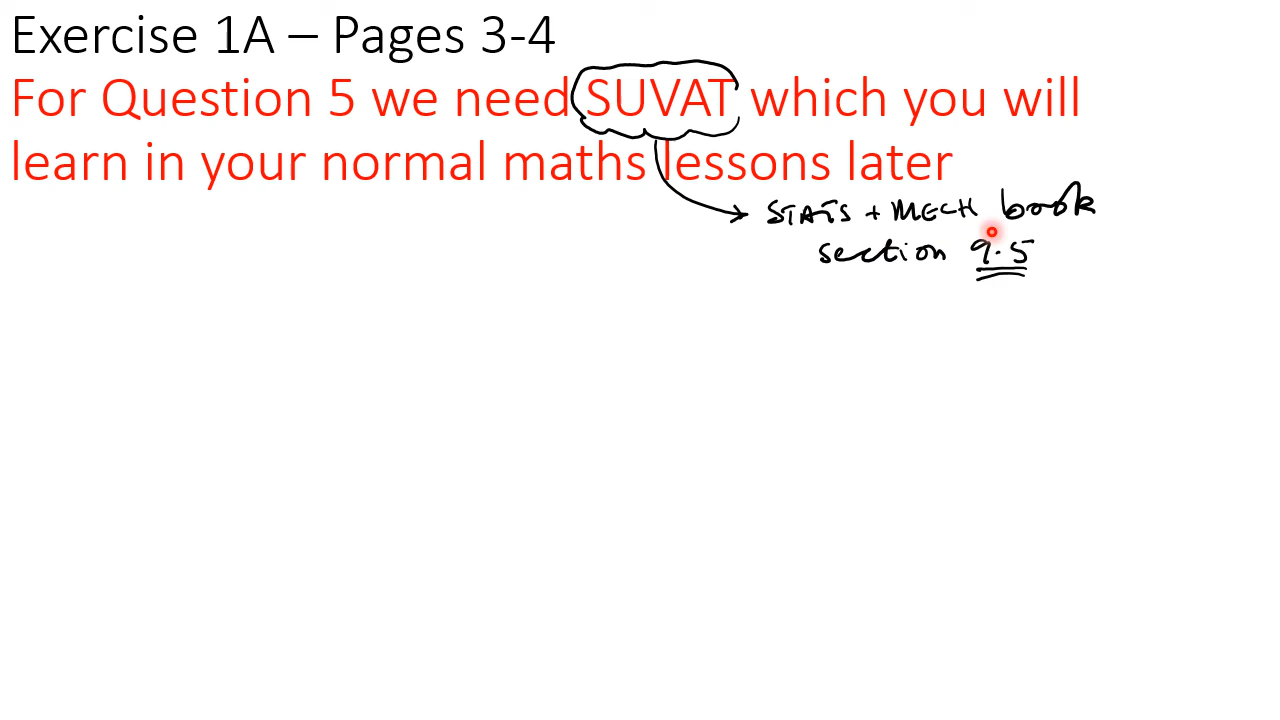 Exercise 1A – Pages 3-4
For Question 5 we need SUVAT which you will
learn in your normal maths lessons later
STATS + MECH book
section 9.5